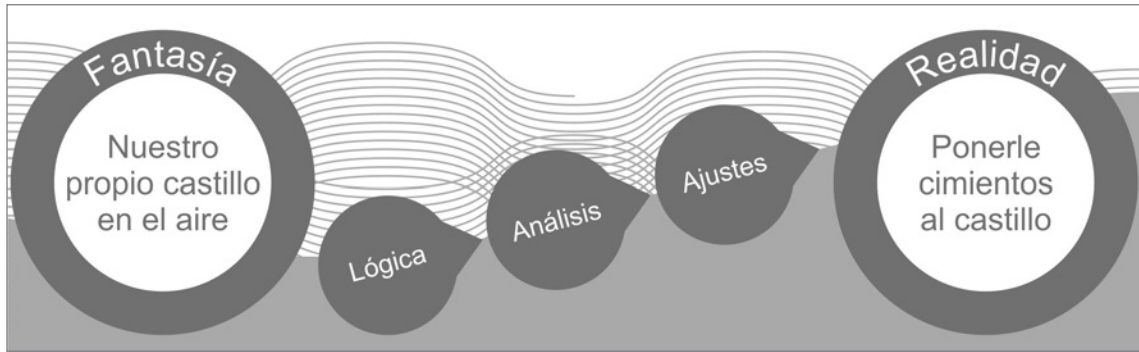 Fantasía
Nuestro
propio castillo
en el aire
Lógica
Análisis
Ajustes
Realidad
Ponerle
cimientos
al castillo